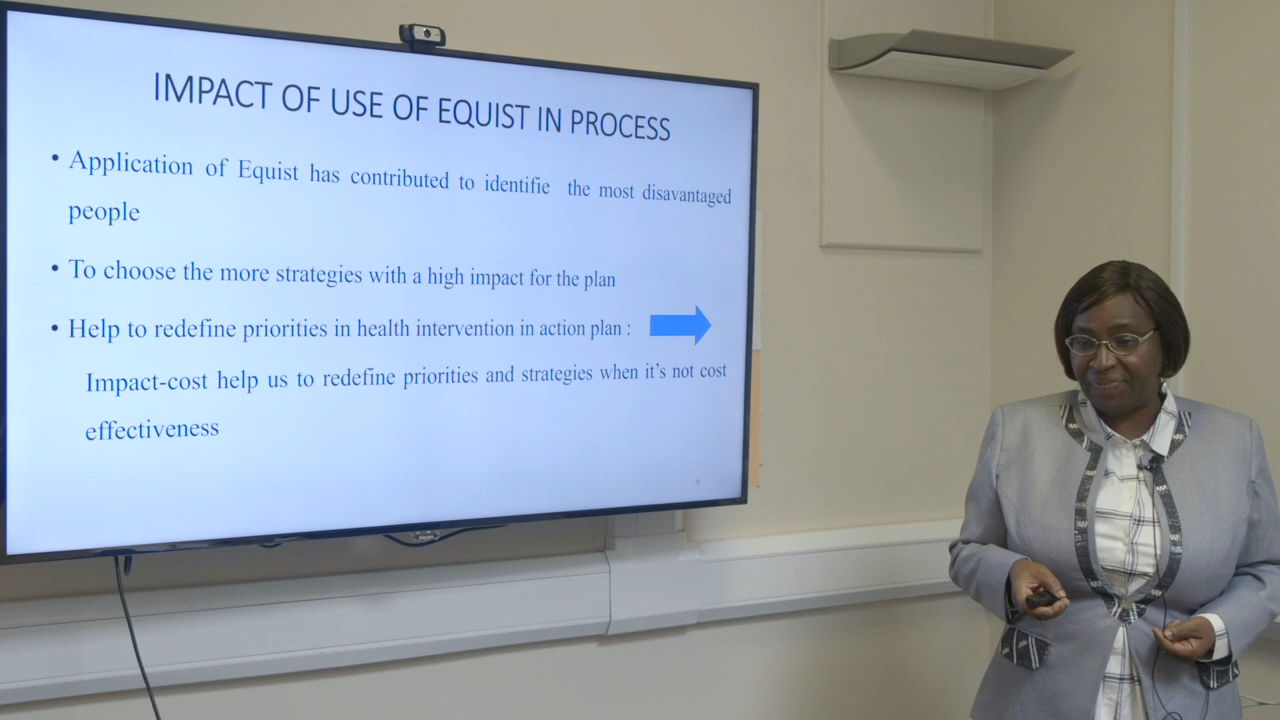 IMPACT OF USE OF EQUIST IN PROCESS
• Application of Equist has contributed to identifie the most disavantaged
people
• To choose the more strategies with a high impact for the plan
• Help to redefine priorities in health intervention in action plan :
Impact-cost help us to redefine priorities and strategies when it's not cost
effectiveness